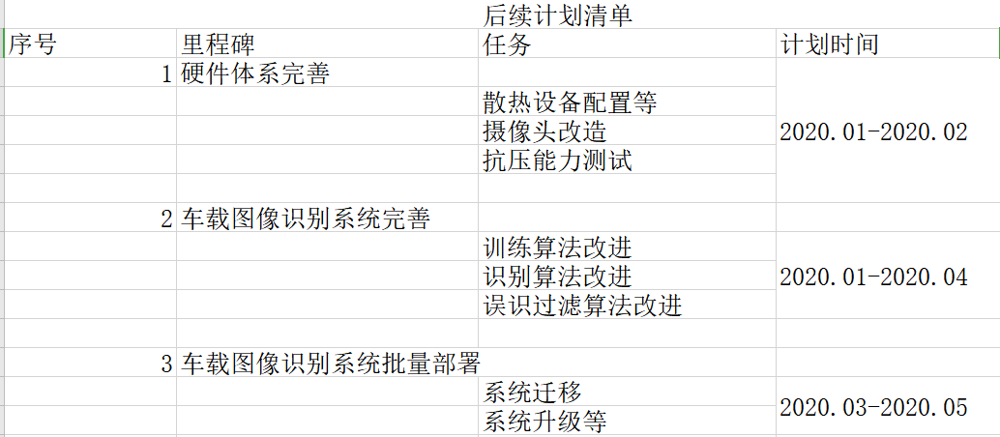 后续计划清单
序号 里程碑 任务 计划时间
1 硬件体系完善
散热设备配置等
摄像头改造 2020.01-2020.02
抗压能力测试
2 车载图像识别系统完善
训练算法改进
识别算法改进 2020.01-2020.04
误识过滤算法改进
3 车载图像识别系统批量部署
系统迁移
2020.03-2020.05
系统升级等